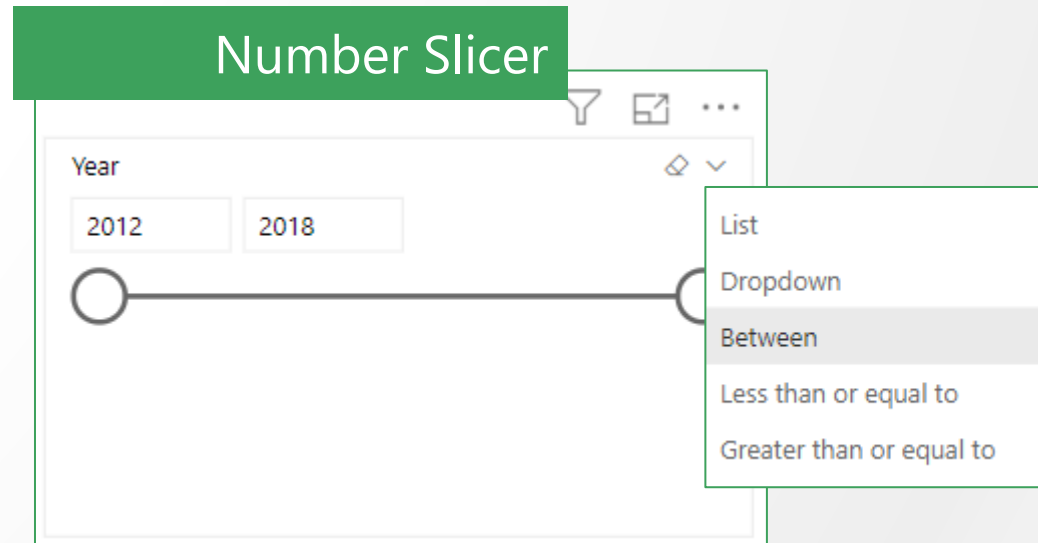 Number Slicer
Year
2012 2018
List
Dropdown
Between
Less than or equal to
Greater than or equal to